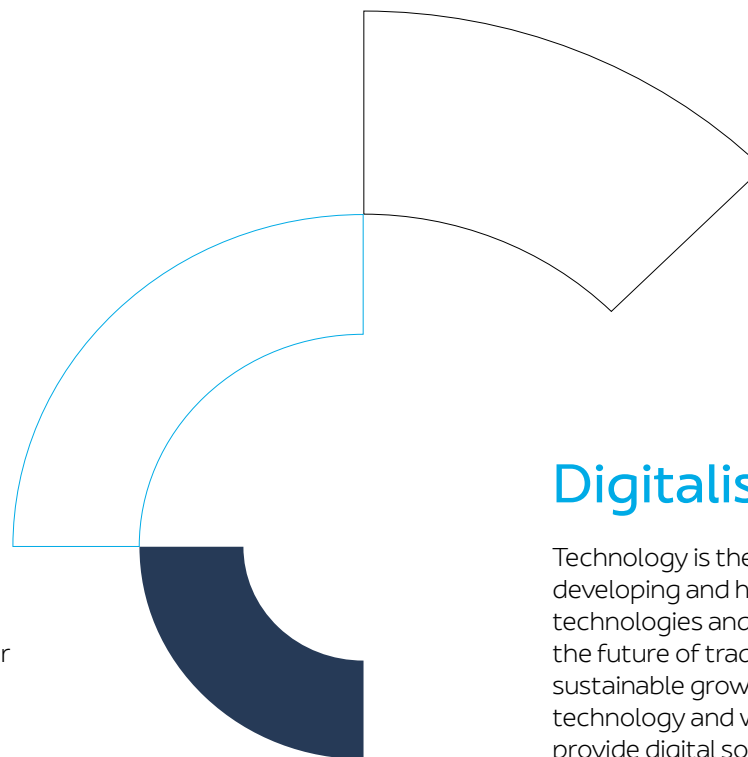 r
Digitalis
Technology is the
developing and h
technologies and
the future of trad
sustainable grow
technology and w
provide digital so